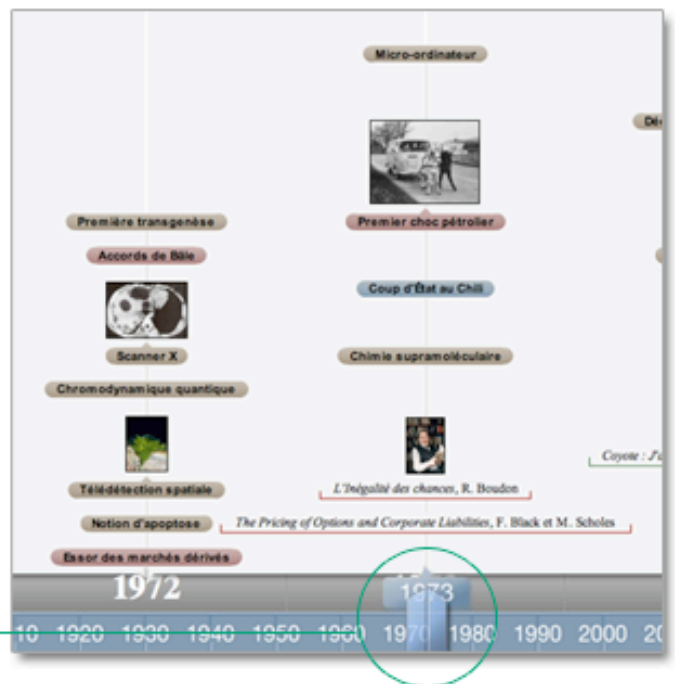 Micro-ordinateur
Premier choc pétrolier
Première transgenèse
Accords de Bâle
Coup d'État au Chili
Scanner X
Chimie supramoléculaire
Chromodynamique quantique
Coyote :
Télédétection spatiale
L'Inégalité des chances, R. Boudon
Notion d'apoptose
The Pricing of Options and Corporate Liabilities, F. Black et M. Scholes
Essor des marchés dérivés
1972
1973
10 1920 1930 1940 1950 1960 1970 1980 1990 2000 20